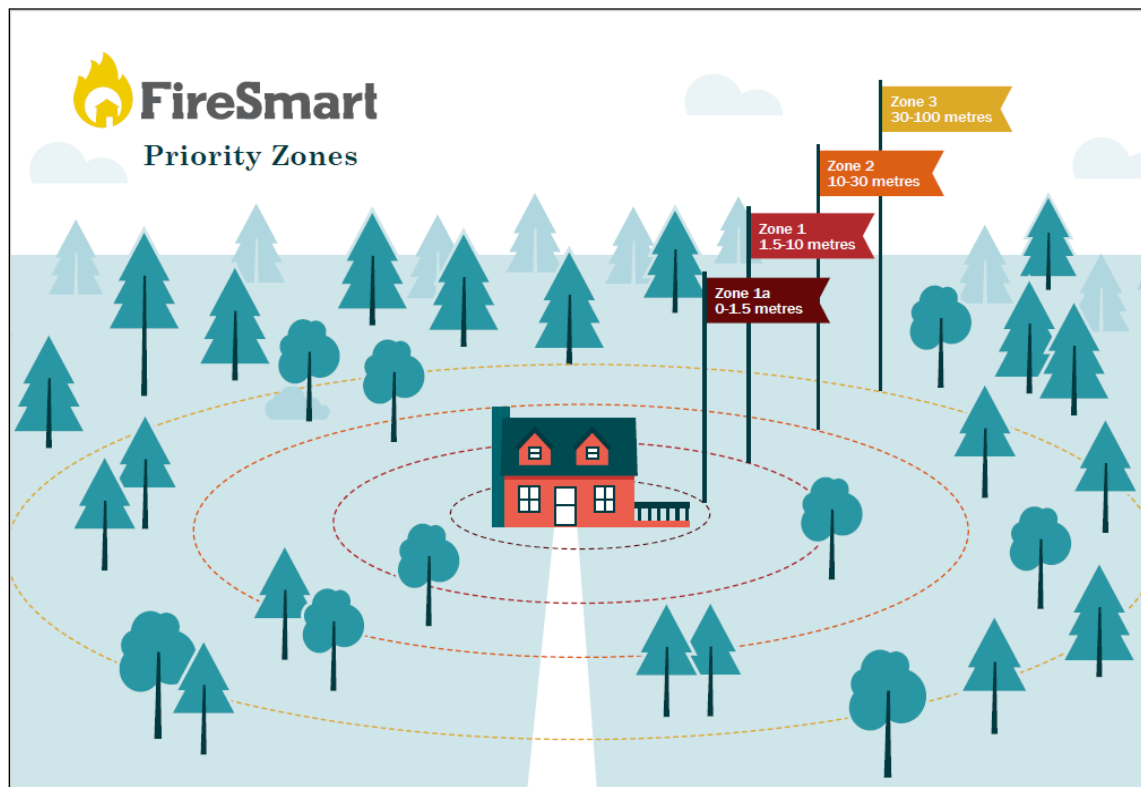 FireSmart
Priority Zones
Zone 3
30-100 metres
Zone 2
10-30 metres
Zone 1
1.5-10 metres
Zone 1a
0-1.5 metres